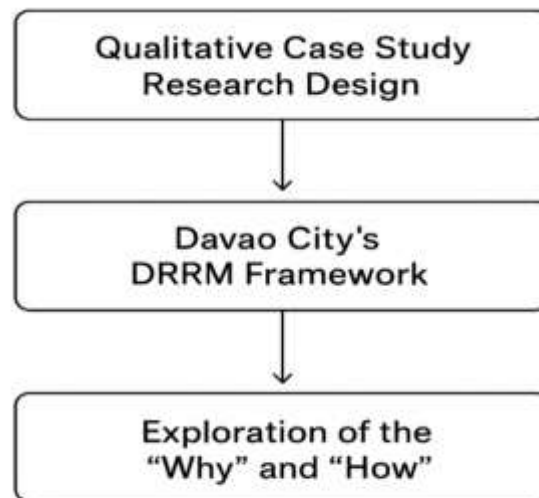 Qualitative Case Study
Research Design
Davao City's
DRRM Framework
Exploration of the
“Why” and “How”